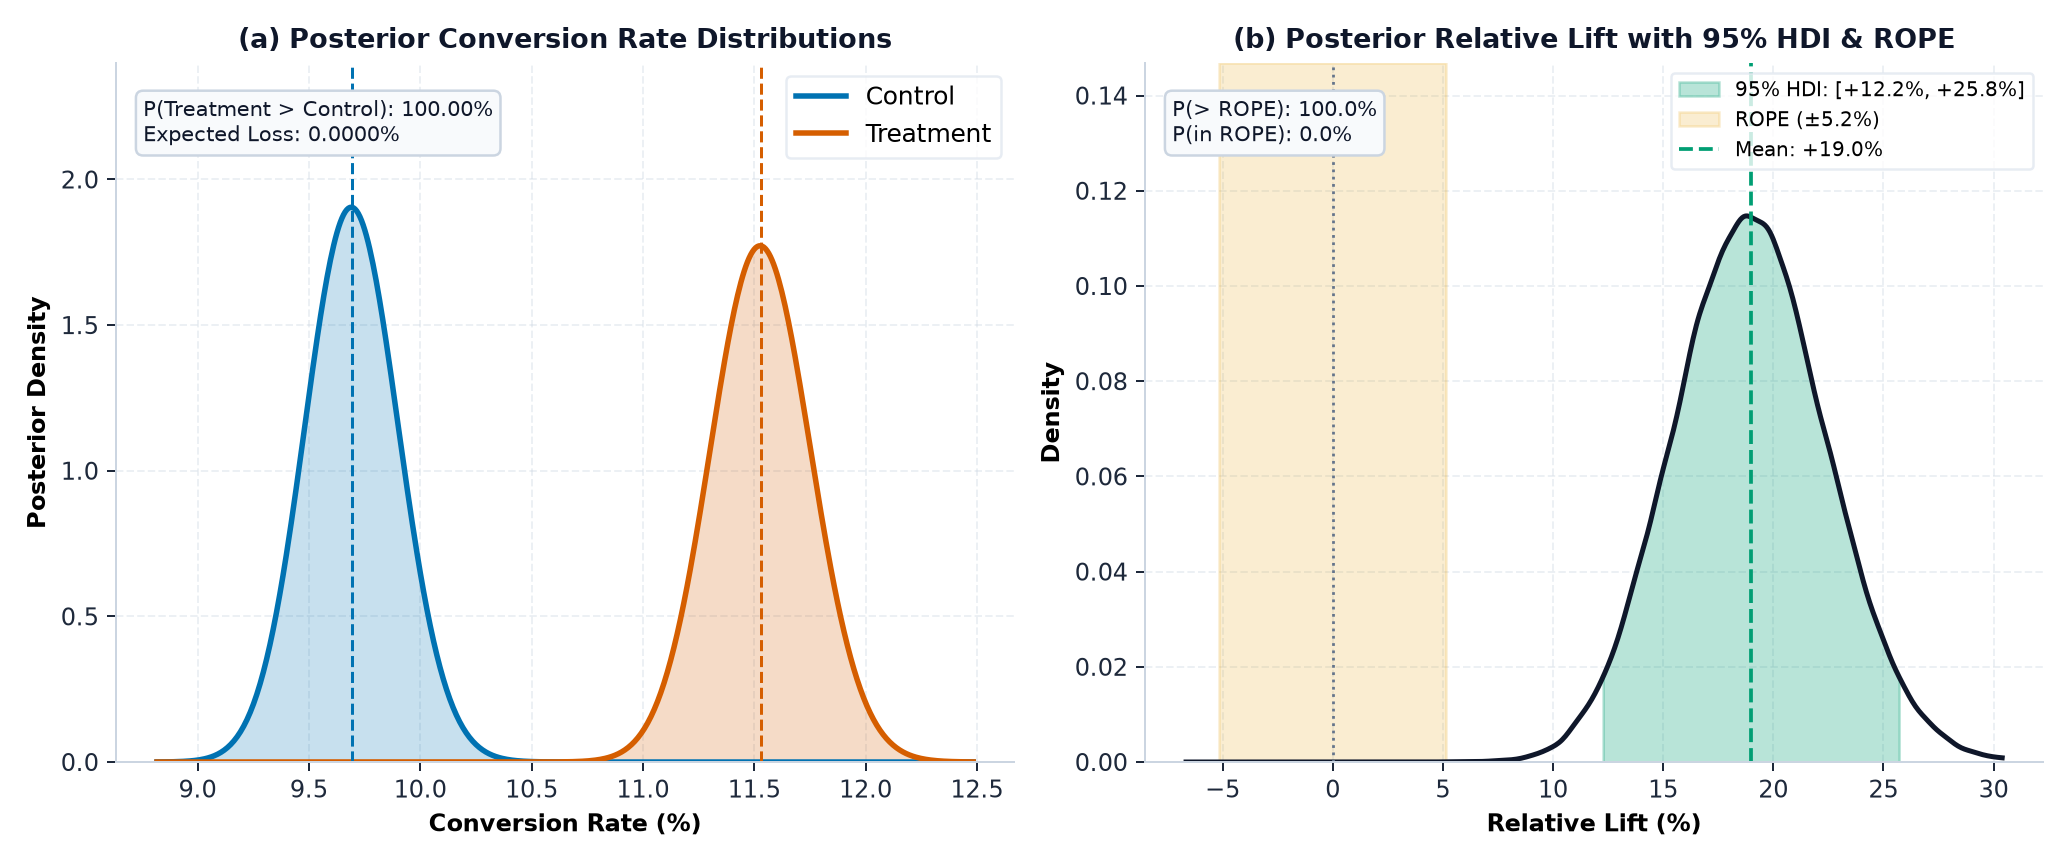 (a) Posterior Conversion Rate Distributions
P(Treatment > Control): 100.00%
Expected Loss: 0.0000%
Control
Treatment
Posterior Density
2.0
1.5
1.0
0.5
0.0
9.0 9.5 10.0 10.5 11.0 11.5 12.0 12.5
Conversion Rate (%)
(b) Posterior Relative Lift with 95% HDI & ROPE
P(> ROPE): 100.0%
P(in ROPE): 0.0%
95% HDI: [+12.2%, +25.8%]
ROPE (±5.2%)
Mean: +19.0%
Density
0.14
0.12
0.10
0.08
0.06
0.04
0.02
0.00
−5 0 5 10 15 20 25 30
Relative Lift (%)